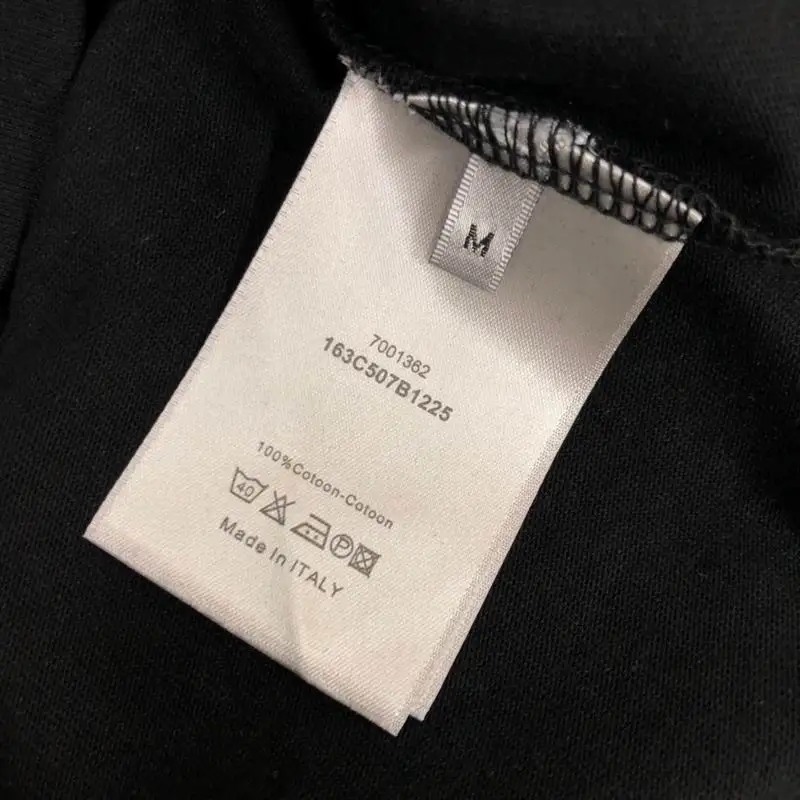 M
7001362
163C507B1225
100%Cotoon-Cotoon
40 P
Made In ITALY